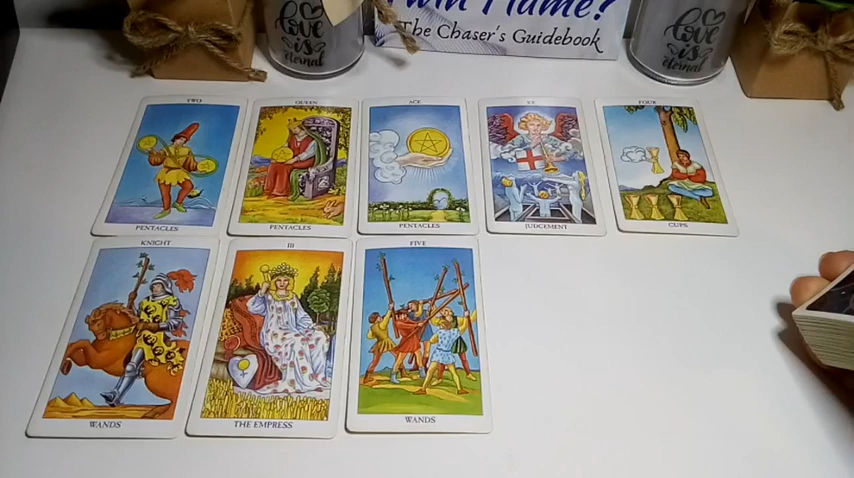 Flame?
The Chaser's Guidebook
love
is
eternal
love
is
eternal
TWO
PENTACLES
QUEEN
PENTACLES
ACE
PENTACLES
XX
JUDGEMENT
FOUR
CUPS
KNIGHT
WANDS
III
THE EMPRESS
FIVE
WANDS